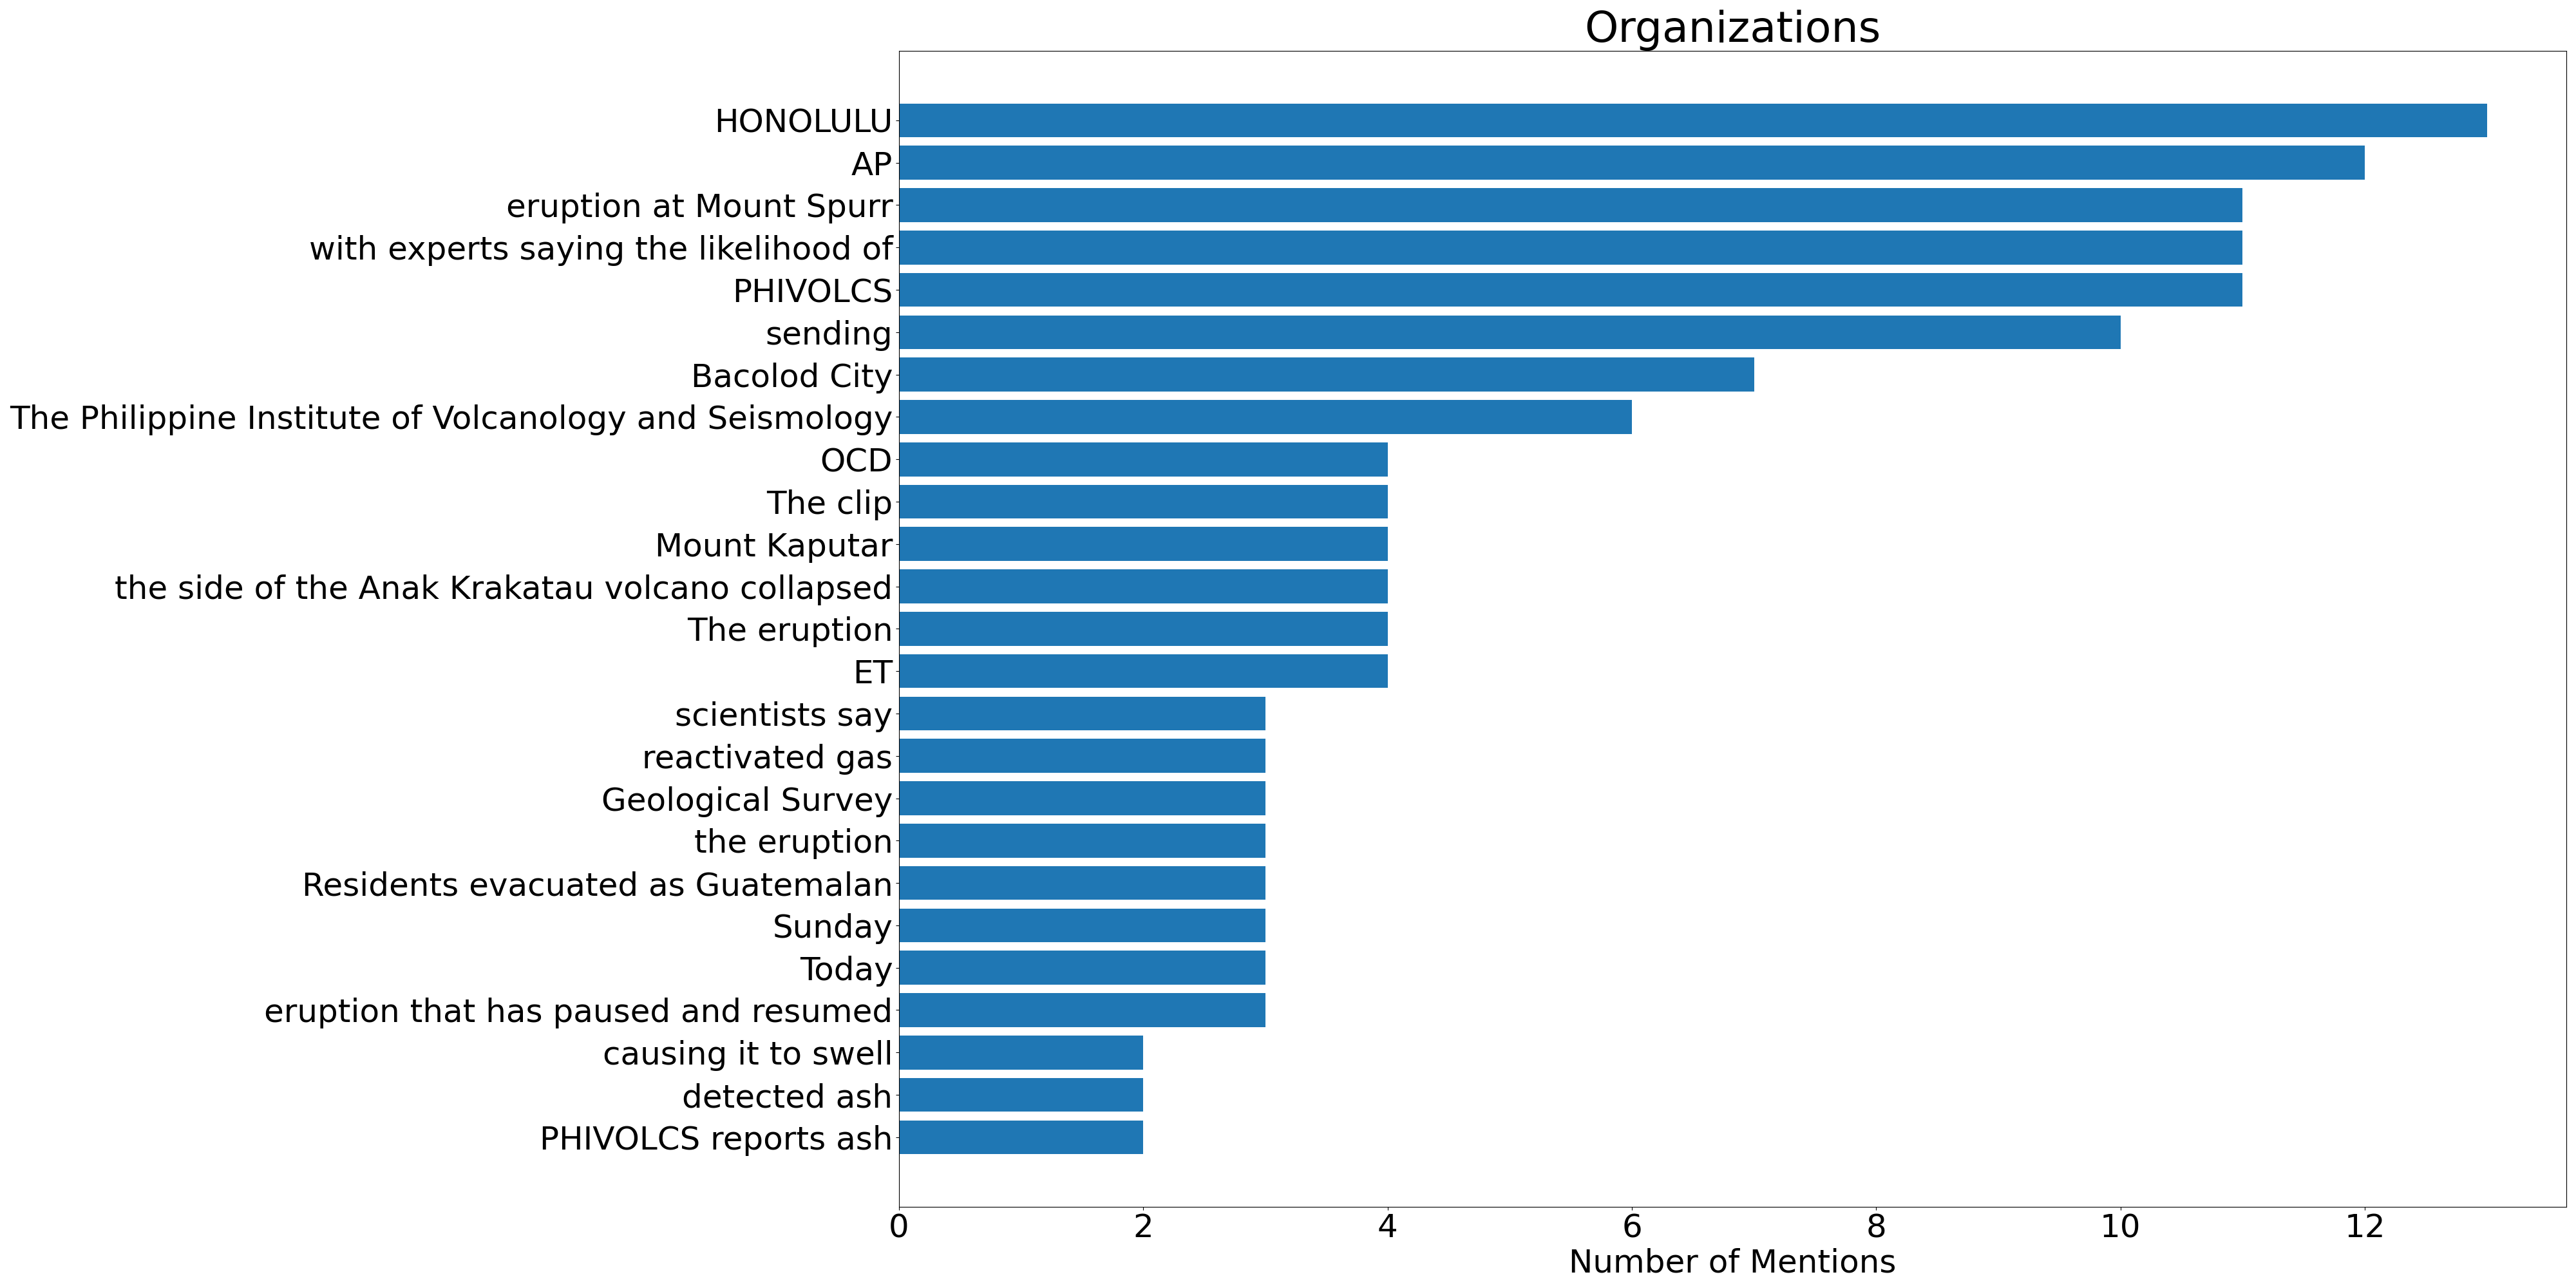 Organizations
HONOLULU
AP
eruption at Mount Spurr
with experts saying the likelihood of
PHIVOLCS
sending
Bacolod City
The Philippine Institute of Volcanology and Seismology
OCD
The clip
Mount Kaputar
the side of the Anak Krakatau volcano collapsed
The eruption
ET
scientists say
reactivated gas
Geological Survey
the eruption
Residents evacuated as Guatemalan
Sunday
Today
eruption that has paused and resumed
causing it to swell
detected ash
PHIVOLCS reports ash
0 2 4 6 8 10 12
Number of Mentions